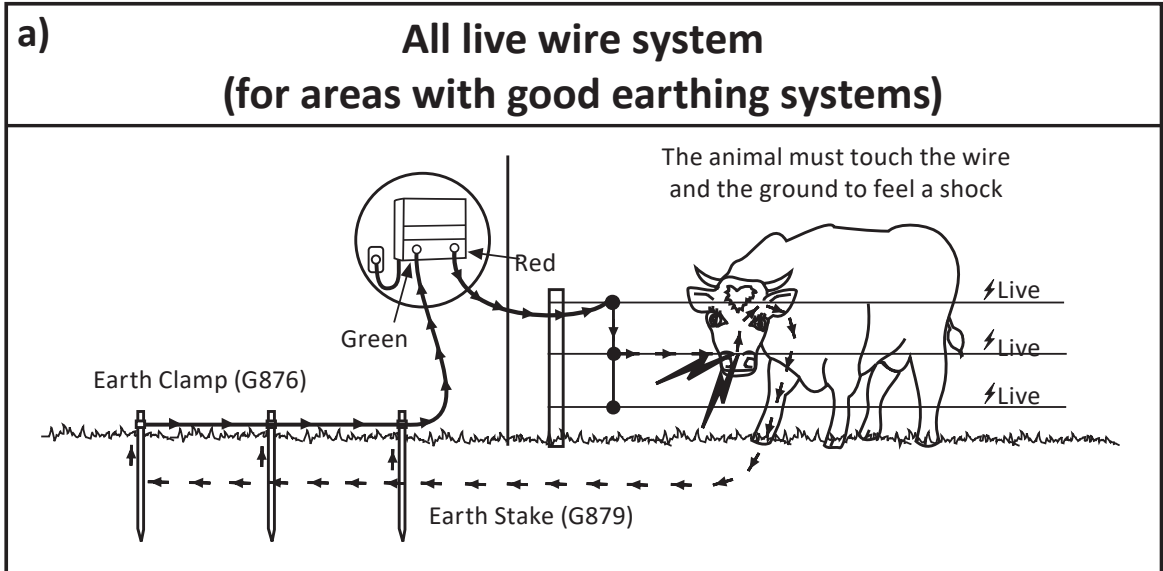 a)
All live wire system
(for areas with good earthing systems)
The animal must touch the wire
and the ground to feel a shock
Red
Green
Live
Live
Live
Earth Clamp (G876)
Earth Stake (G879)